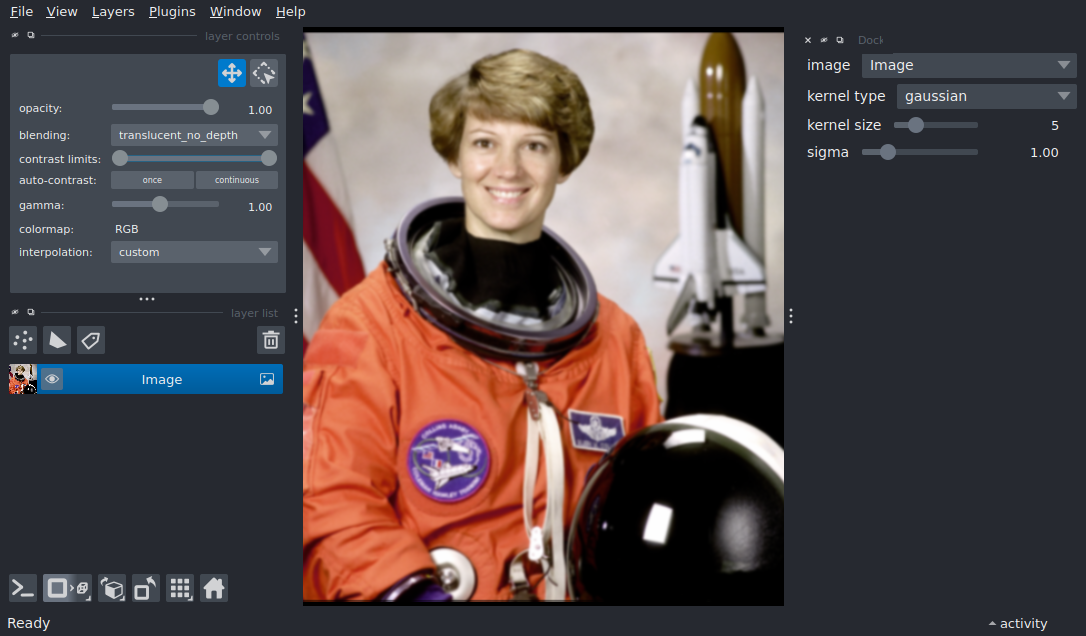 File View Layers Plugins Window Help
layer controls
opacity: 1.00
blending: translucent_no_depth
contrast limits:
auto-contrast: once continuous
gamma: 1.00
colormap: RGB
interpolation: custom
layer list
Image
Dock
image Image
kernel type gaussian
kernel size 5
sigma 1.00
Ready
activity